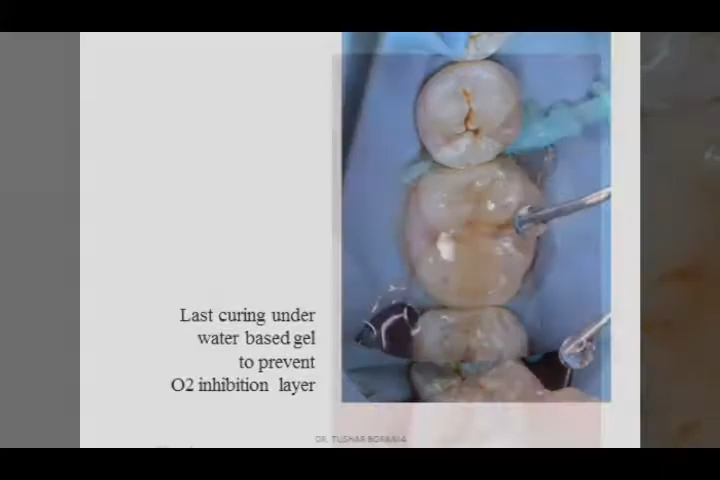 Last curing under
water based gel
to prevent
O2 inhibition layer
DR. TUSHAR BORANIA